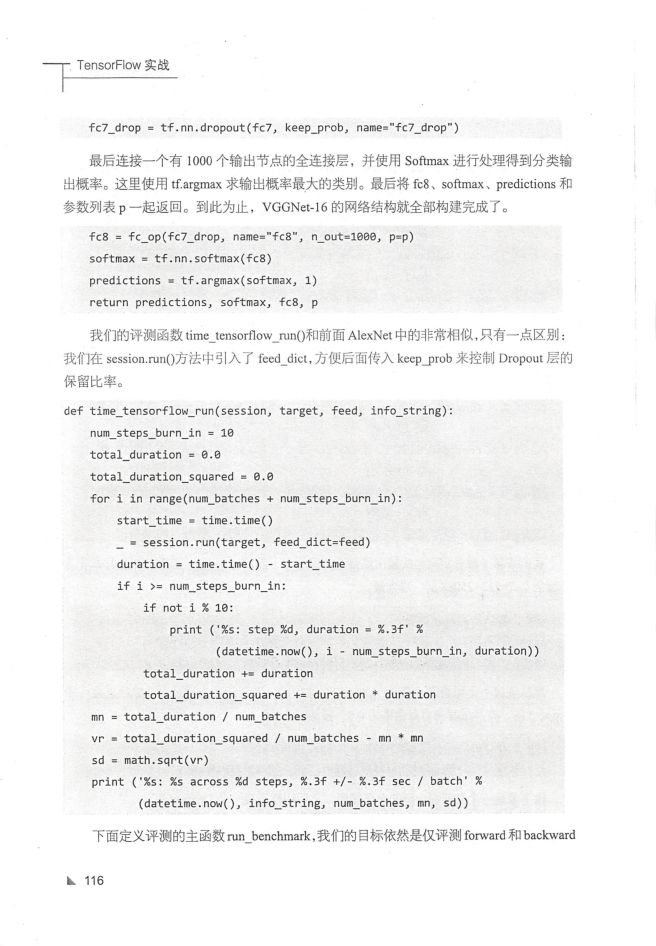 TensorFlow 实战
fc7_drop = tf.nn.dropout(fc7, keep_prob, name="fc7_drop")
最后连接一个有 1000 个输出节点的全连接层，并使用 Softmax 进行处理得到分类输
出概率。这里使用 tf.argmax 求输出概率最大的类别。最后将 fc8、softmax、predictions 和
参数列表 p 一起返回。到此为止，VGGNet-16 的网络结构就全部构建完成了。
fc8 = fc_op(fc7_drop, name="fc8", n_out=1000, p=p)
softmax = tf.nn.softmax(fc8)
predictions = tf.argmax(softmax, 1)
return predictions, softmax, fc8, p
我们的评测函数 time_tensorflow_run()和前面 AlexNet 中的非常相似，只有一点区别：
我们在 session.run()方法中引入了 feed_dict，方便后面传入 keep_prob 来控制 Dropout 层的
保留比率。
def time_tensorflow_run(session, target, feed, info_string):
    num_steps_burn_in = 10
    total_duration = 0.0
    total_duration_squared = 0.0
    for i in range(num_batches + num_steps_burn_in):
        start_time = time.time()
        _ = session.run(target, feed_dict=feed)
        duration = time.time() - start_time
        if i >= num_steps_burn_in:
            if not i % 10:
                print ('%s: step %d, duration = %.3f' %
                       (datetime.now(), i - num_steps_burn_in, duration))
            total_duration += duration
            total_duration_squared += duration * duration
    mn = total_duration / num_batches
    vr = total_duration_squared / num_batches - mn * mn
    sd = math.sqrt(vr)
    print ('%s: %s across %d steps, %.3f +/- %.3f sec / batch' %
           (datetime.now(), info_string, num_batches, mn, sd))
下面定义评测的主函数 run_benchmark，我们的目标依然是仅评测 forward 和 backward
116